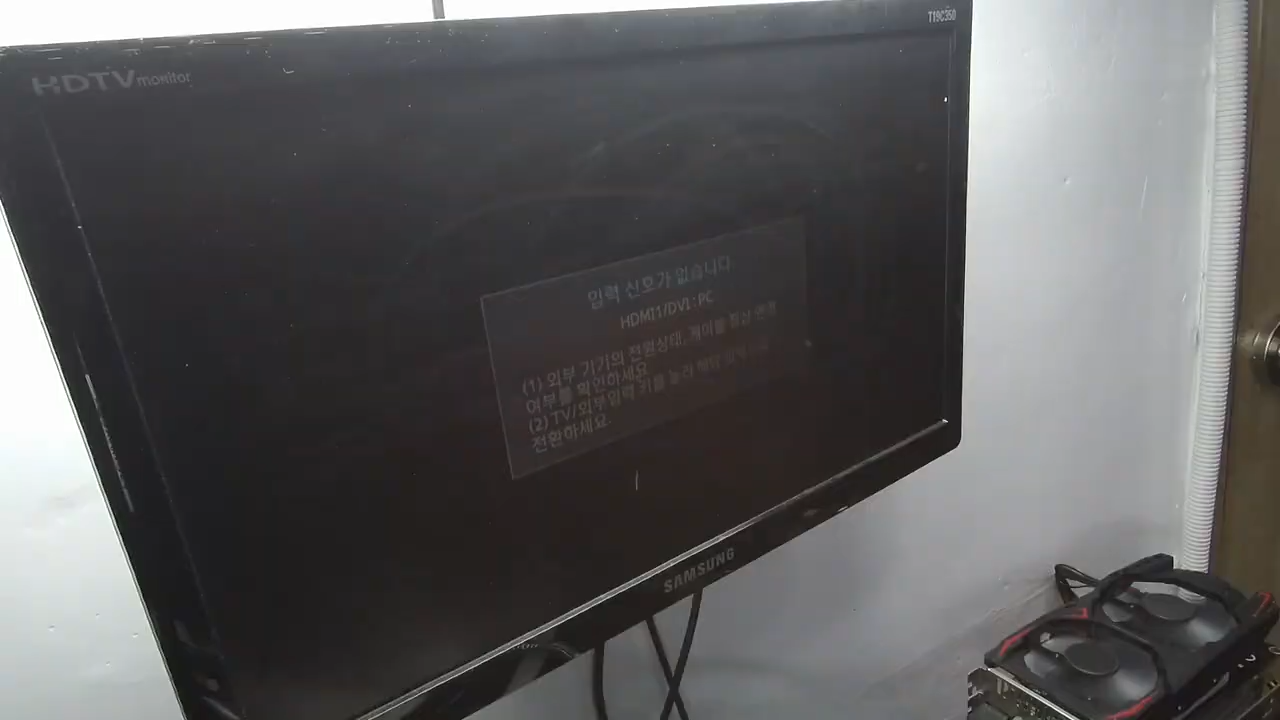 T19C350
HDTV monitor
입력 신호가 없습니다
HDMI1/DVI : PC
(1) 외부 기기의 전원상태, 케이블 정상 연결
여부를 확인하세요
(2) TV/외부입력 키를 눌러 해당
전환하세요.
SAMSUNG